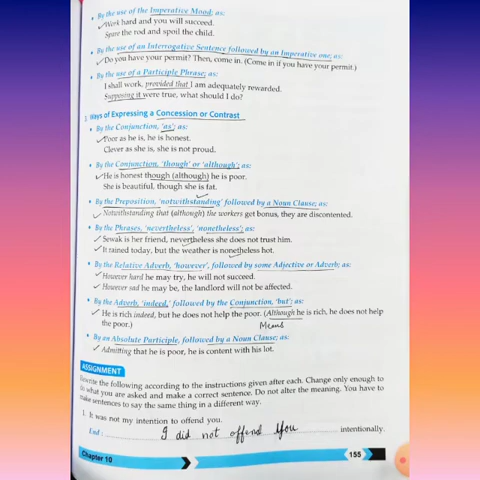 • By the use of the Imperative Mood; as:
Work hard and you will succeed.
Spare the rod and spoil the child.
• By the use of an Interrogative Sentence followed by an Imperative one; as:
Do you have your permit? Then, come in. (Come in if you have your permit.)
• By the use of a Participle Phrase; as:
I shall work, provided that I am adequately rewarded.
Supposing it were true, what should I do?
Ways of Expressing a Concession or Contrast
• By the Conjunction, 'as'; as:
Poor as he is, he is honest.
Clever as she is, she is not proud.
• By the Conjunction, 'though' or 'although'; as:
He is honest though (although) he is poor.
She is beautiful, though she is fat.
• By the Preposition, 'notwithstanding' followed by a Noun Clause; as:
Notwithstanding that (although) the workers get bonus, they are discontented.
• By the Phrases, 'nevertheless', 'nonetheless'; as:
Sewak is her friend, nevertheless she does not trust him.
It rained today, but the weather is nonetheless hot.
• By the Relative Adverb, 'however', followed by some Adjective or Adverb; as:
However hard he may try, he will not succeed.
However sad he may be, the landlord will not be affected.
• By the Adverb, 'indeed,' followed by the Conjunction, 'but'; as:
He is rich indeed, but he does not help the poor. (Although he is rich, he does not help
the poor.) Means
• By an Absolute Participle, followed by a Noun Clause; as:
Admitting that he is poor, he is content with his lot.
ASSIGNMENT
Rewrite the following according to the instructions given after each. Change only enough to
do what you are asked and make a correct sentence. Do not alter the meaning. You have to
make sentences to say the same thing in a different way.
1. It was not my intention to offend you.
End: I did not offend you intentionally.
Chapter 10 155